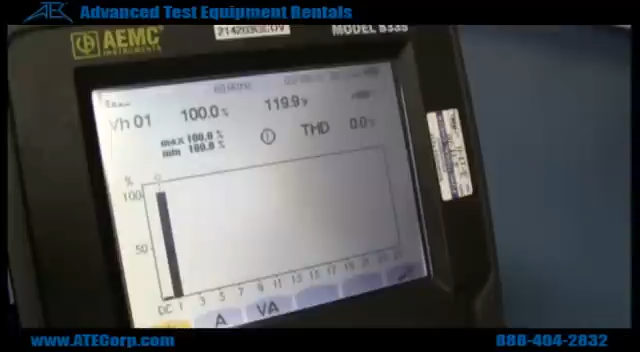 Advanced Test Equipment Rentals
AEMC
INSTRUMENTS
MODEL 8335
Vh 01
100.0 %
119.9 V
max 100.0 %
min 100.0 %
THD
0.0 %
%
100
50
DC 1 3 5 7 9 11 13 15 17 19 21 23 25
A
VA
www.ATECorp.com
888-404-2832